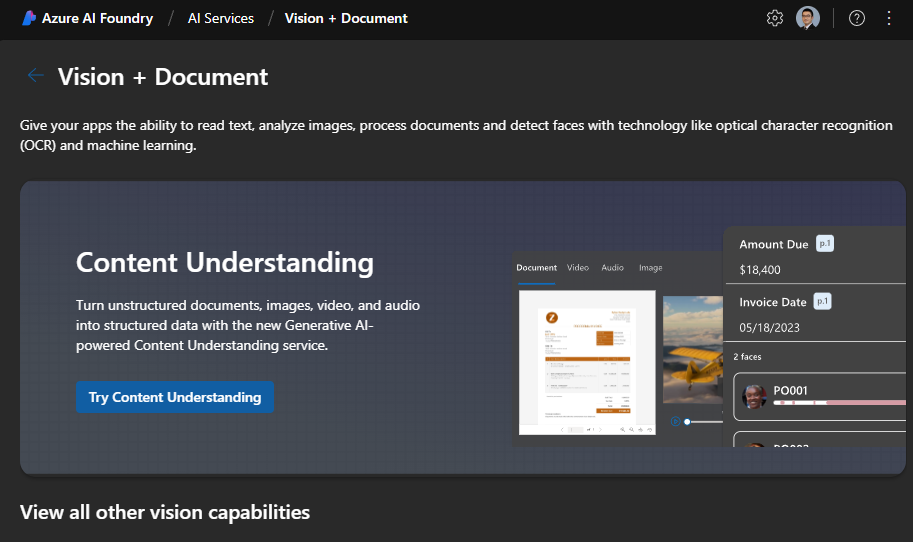 Azure AI Foundry / AI Services / Vision + Document
Vision + Document
Give your apps the ability to read text, analyze images, process documents and detect faces with technology like optical character recognition
(OCR) and machine learning.
Content Understanding
Turn unstructured documents, images, video, and audio
into structured data with the new Generative AI-
powered Content Understanding service.
Try Content Understanding
Document Video Audio Image
Amount Due p.1
$18,400
Invoice Date p.1
05/18/2023
2 faces
PO001
View all other vision capabilities